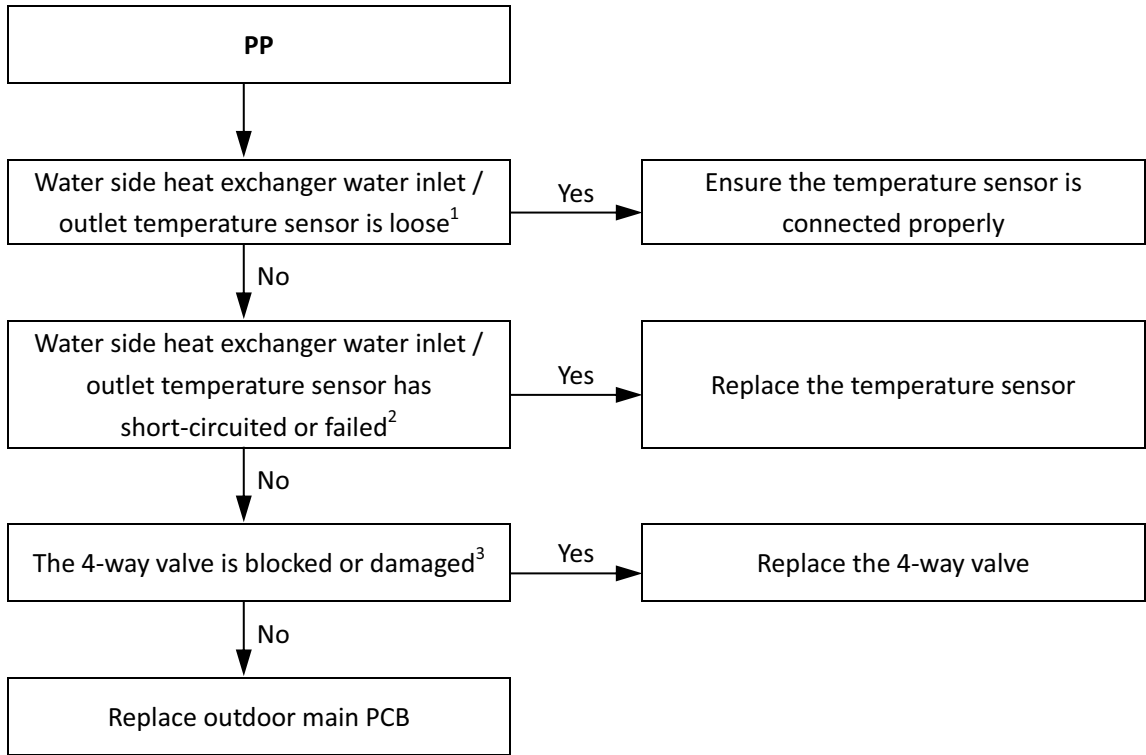 PP
Water side heat exchanger water inlet /
outlet temperature sensor is loose1
Yes
Ensure the temperature sensor is
connected properly
No
Water side heat exchanger water inlet /
outlet temperature sensor has
short-circuited or failed2
Yes
Replace the temperature sensor
No
The 4-way valve is blocked or damaged3
Yes
Replace the 4-way valve
No
Replace outdoor main PCB